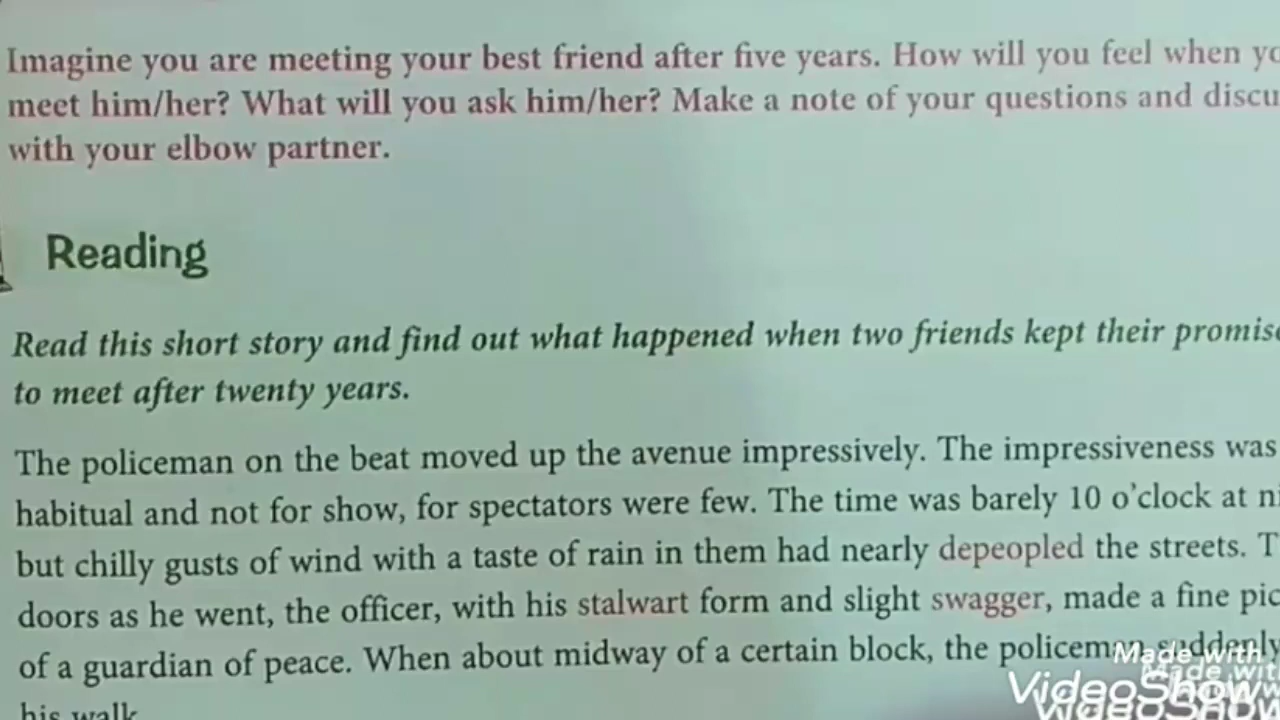 Imagine you are meeting your best friend after five years. How will you feel when yo
meet him/her? What will you ask him/her? Make a note of your questions and discu
with your elbow partner.
Reading
Read this short story and find out what happened when two friends kept their promise
to meet after twenty years.
The policeman on the beat moved up the avenue impressively. The impressiveness was
habitual and not for show, for spectators were few. The time was barely 10 o'clock at ni
but chilly gusts of wind with a taste of rain in them had nearly depeopled the streets. T
doors as he went, the officer, with his stalwart form and slight swagger, made a fine pic
of a guardian of peace. When about midway of a certain block, the policeman suddenly
his walk
Made with
VideoShow